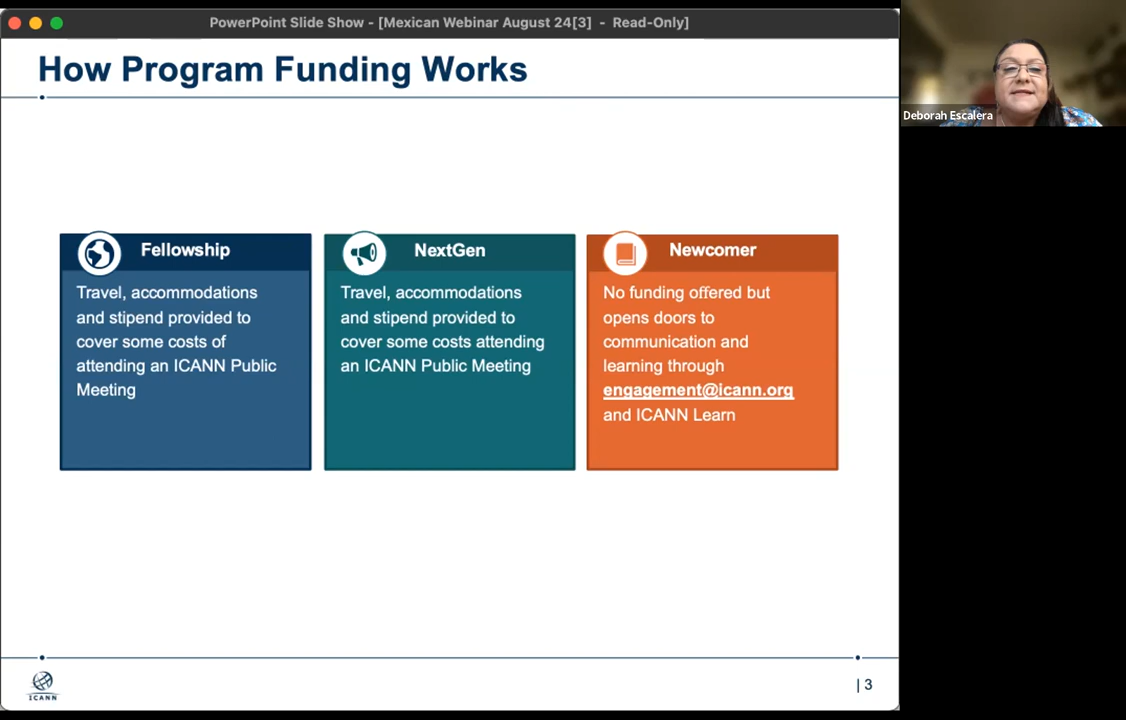 PowerPoint Slide Show - [Mexican Webinar August 24[3] - Read-Only]
How Program Funding Works
Deborah Escalera
Fellowship
Travel, accommodations
and stipend provided to
cover some costs of
attending an ICANN Public
Meeting
NextGen
Travel, accommodations
and stipend provided to
cover some costs attending
an ICANN Public Meeting
Newcomer
No funding offered but
opens doors to
communication and
learning through
engagement@icann.org
and ICANN Learn
ICANN
| 3